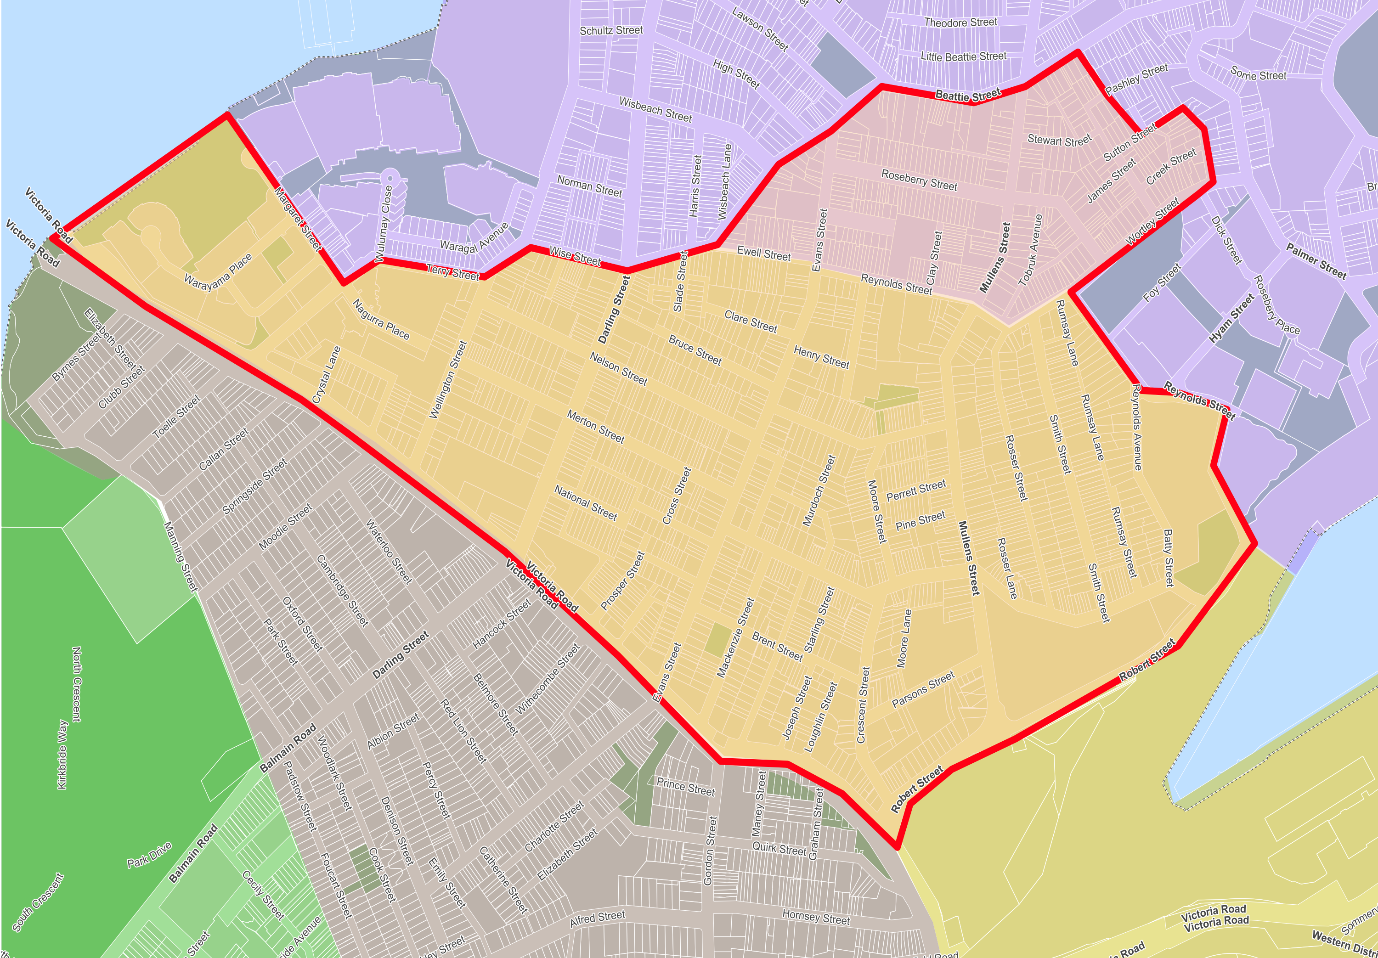 Theodore Street
Lawson Street
Schultz Street
Little Beattie Street
High Street
Pashley Street
Some Street
Beattie Street
Wisbeach Street
Stewart Street
Sutton Street
James Street
Creek Street
Roseberry Street
Norman Street
Harris Street
Wisbeach Lane
Margaret Street
Wulumay Close
Waragal Avenue
Wortley Street
Victoria Road
Victoria Road
Dick Street
Palmer Street
Evans Street
Clay Street
Mullens Street
Tobruk Avenue
Ewell Street
Wise Street
Terry Street
Warayama Place
Slade Street
Reynolds Street
Foy Street
Rosebery Place
Hyam Street
Darling Street
Nagurra Place
Clare Street
Rumsay Lane
Elizabeth Street
Byrnes Street
Clubb Street
Bruce Street
Henry Street
Nelson Street
Crystal Lane
Wellington Street
Reynolds Street
Toelle Street
Merton Street
Smith Street
Rumsay Lane
Reynolds Avenue
Callan Street
Springside Street
Rosser Street
Murdoch Street
Cross Street
Moore Street
Perrett Street
National Street
Pine Street
Moodie Street
Manning Street
Waterloo Street
Mullens Street
Rumsay Street
Batty Street
Cambridge Street
Victoria Road
Victoria Road
Prosper Street
Rosser Lane
Smith Street
Oxford Street
Park Street
Hancock Street
Starling Street
Mackenzie Street
Brent Street
Moore Lane
Darling Street
Robert Street
North Crescent
Evans Street
Withecombe Street
Belmore Street
Parsons Street
Crescent Street
Joseph Street
Loughlin Street
Red Lion Street
Albion Street
Kirkbride Way
Balmain Road
Woodlark Street
Padstow Street
Percy Street
Prince Street
Robert Street
Denison Street
Maney Street
Graham Street
Charlotte Street
Elizabeth Street
Gordon Street
Quirk Street
Park Drive
Balmain Road
Cook Street
Foucart Street
Emily Street
Catherine Street
Cecily Street
South Crescent
Alfred Street
Hornsey Street
Victoria Road
Victoria Road
Street